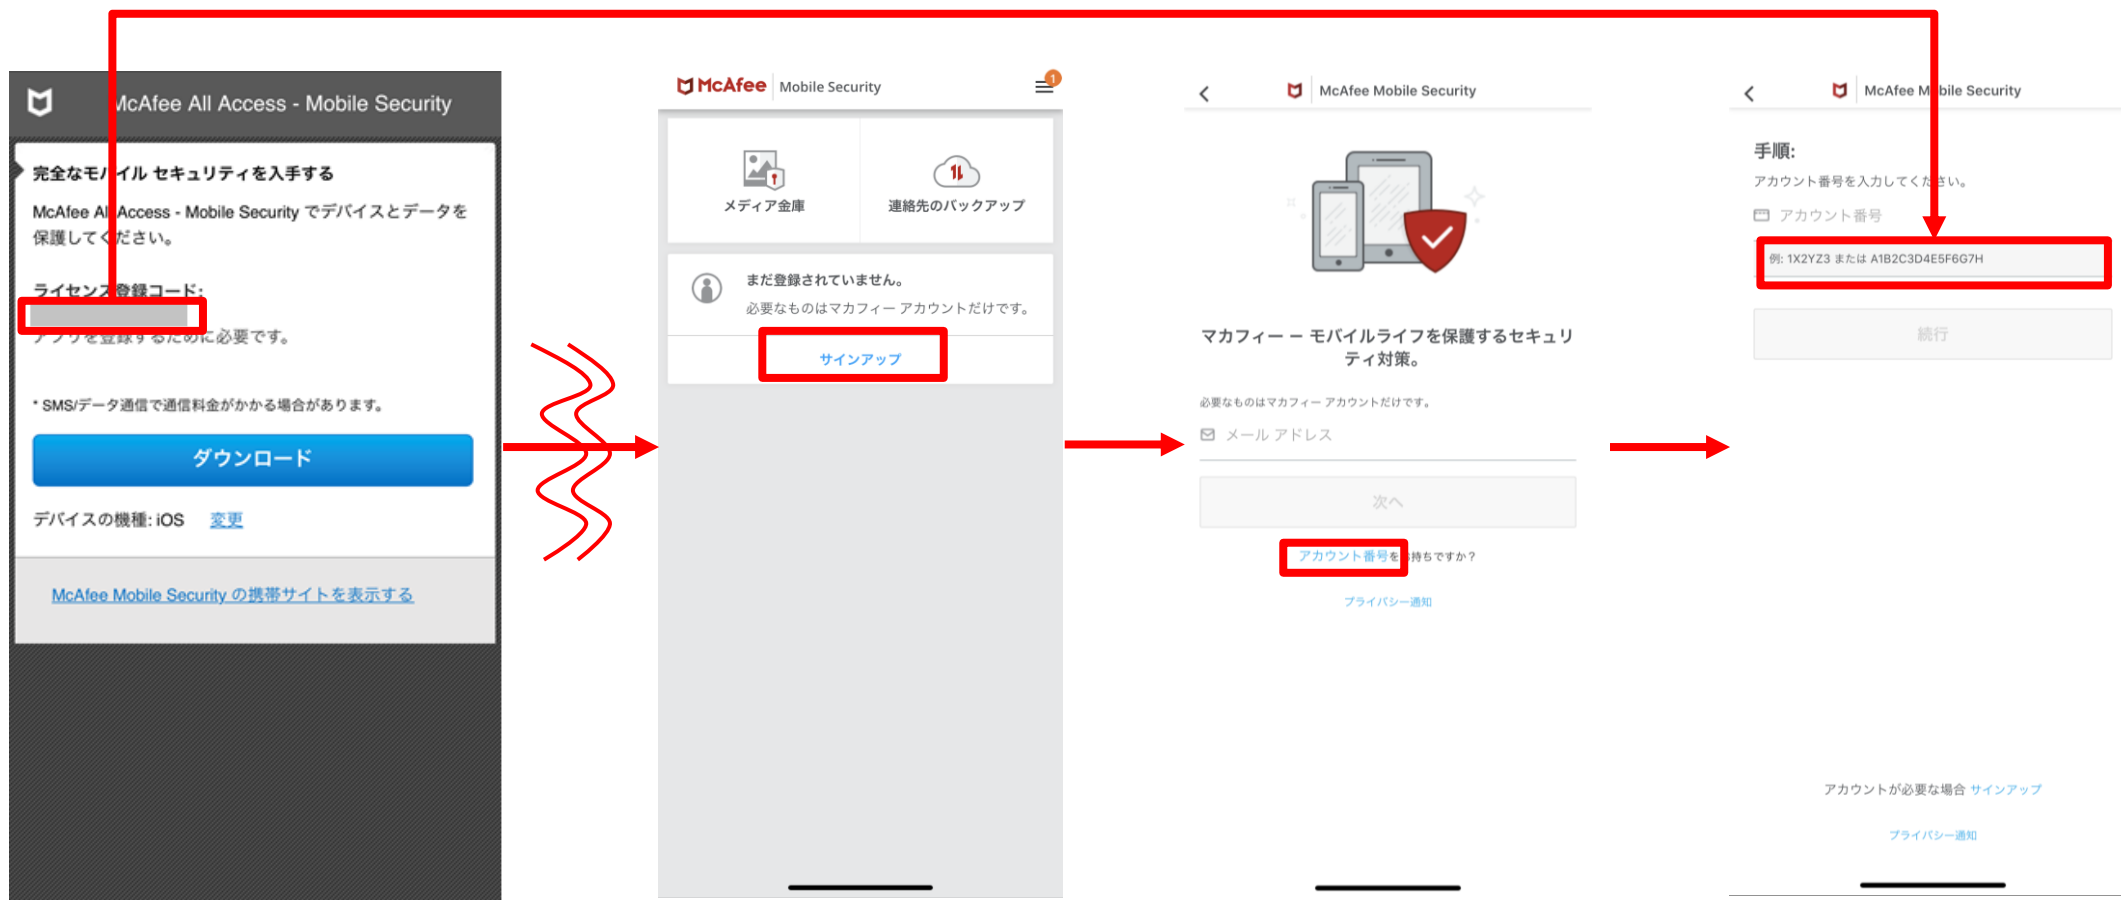 McAfee All Access - Mobile Security
完全なモバイル セキュリティを入手する
McAfee All Access - Mobile Security でデバイスとデータを
保護してください。
ライセンス登録コード:
アプリを登録するために必要です。
* SMS/データ通信で通信料金がかかる場合があります。
ダウンロード
デバイスの機種: iOS 変更
McAfee Mobile Security の携帯サイトを表示する
McAfee Mobile Security
1
メディア金庫
連絡先のバックアップ
まだ登録されていません。
必要なものはマカフィー アカウントだけです。
サインアップ
McAfee Mobile Security
マカフィー – モバイルライフを保護するセキュリ
ティ対策。
必要なものはマカフィー アカウントだけです。
メール アドレス
次へ
アカウント番号をお持ちですか？
プライバシー通知
McAfee Mobile Security
手順:
アカウント番号を入力してください。
アカウント番号
例: 1X2YZ3 または A1B2C3D4E5F6G7H
続行
アカウントが必要な場合 サインアップ
プライバシー通知